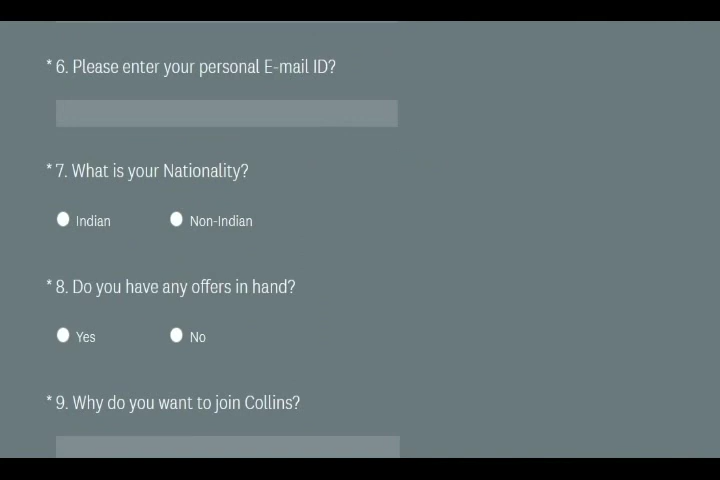 * 6. Please enter your personal E-mail ID?
* 7. What is your Nationality?
Indian Non-Indian
* 8. Do you have any offers in hand?
Yes No
* 9. Why do you want to join Collins?